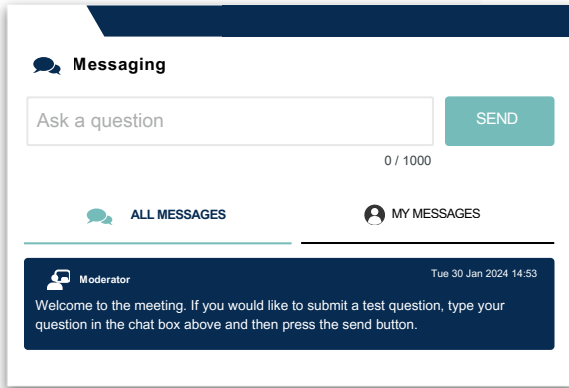 Messaging
Ask a question
SEND
0 / 1000
ALL MESSAGES
MY MESSAGES
Moderator
Tue 30 Jan 2024 14:53
Welcome to the meeting. If you would like to submit a test question, type your
question in the chat box above and then press the send button.